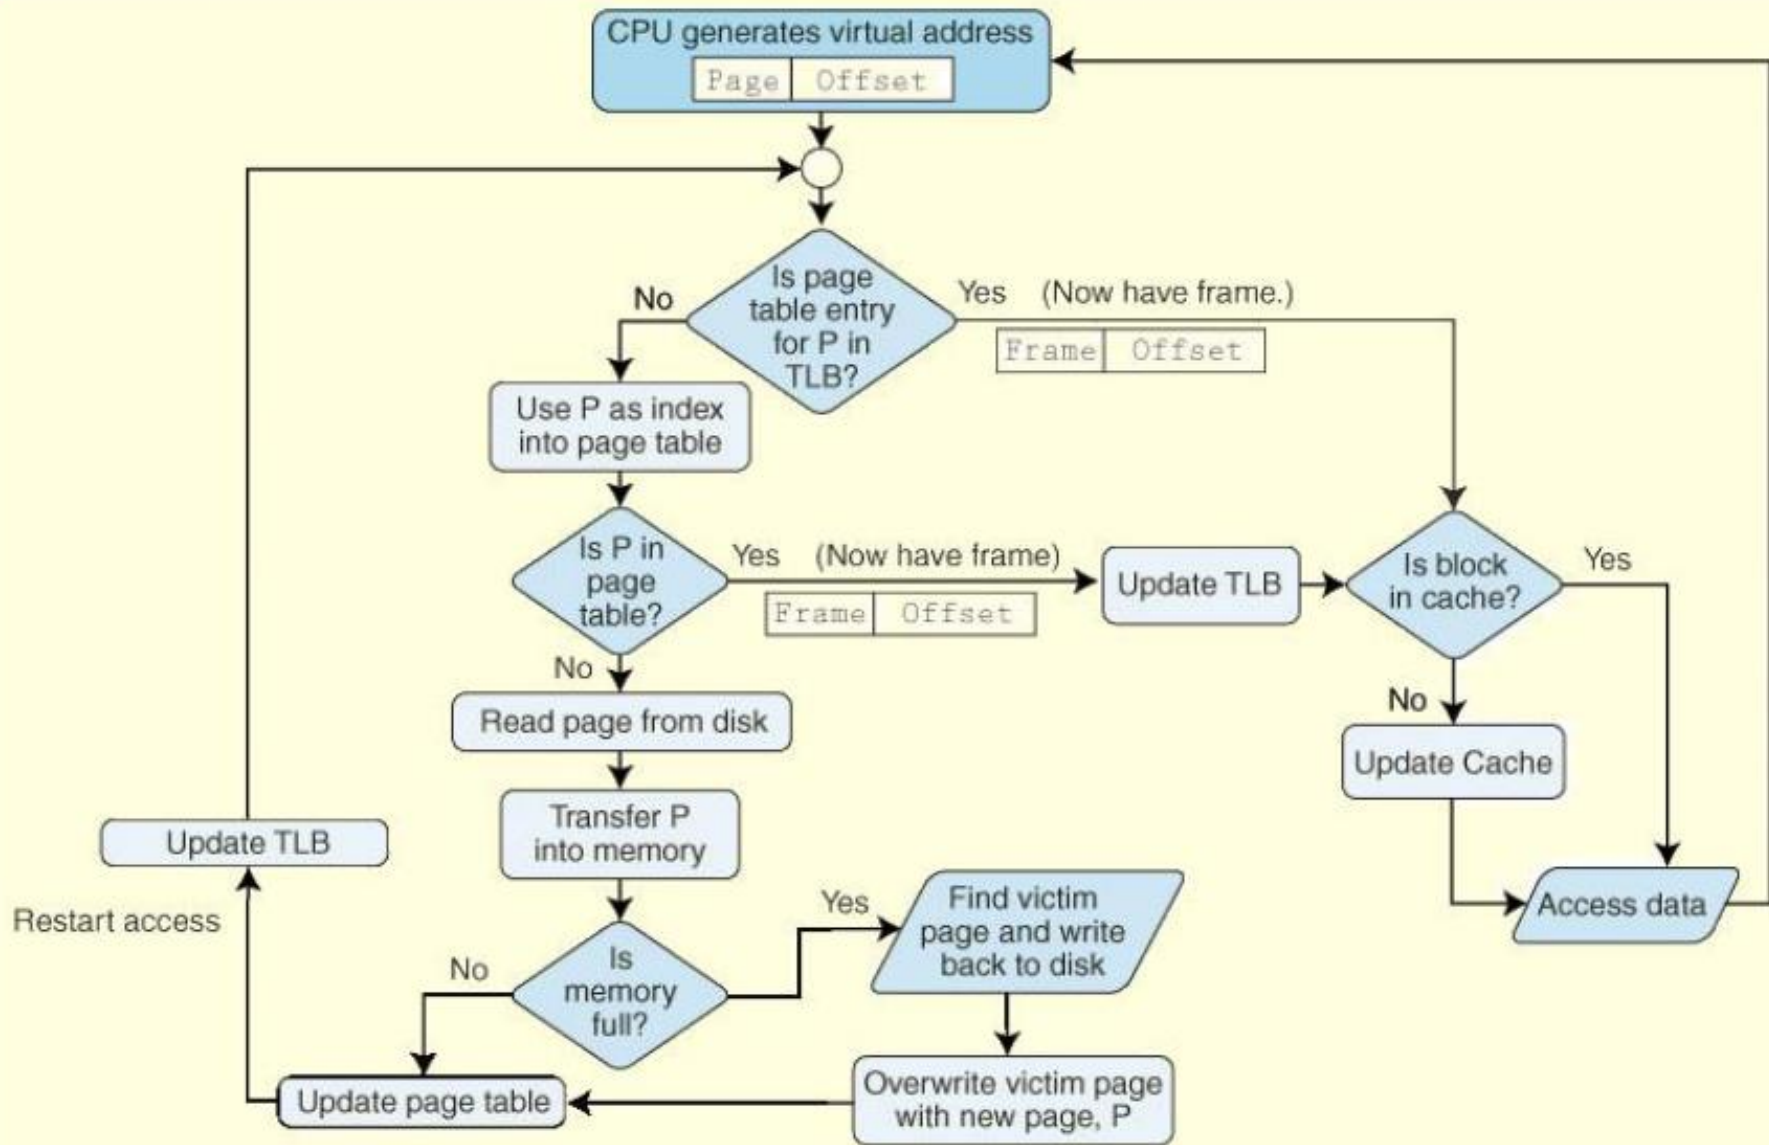 CPU generates virtual address
Page Offset
Is page
table entry
for P in
TLB?
No
Yes (Now have frame.)
Frame Offset
Use P as index
into page table
Is P in
page
table?
Yes (Now have frame)
Frame Offset
Update TLB
Is block
in cache?
Yes
No
Read page from disk
No
Update Cache
Transfer P
into memory
Update TLB
Restart access
Is
memory
full?
Yes
Find victim
page and write
back to disk
Access data
No
Update page table
Overwrite victim page
with new page, P